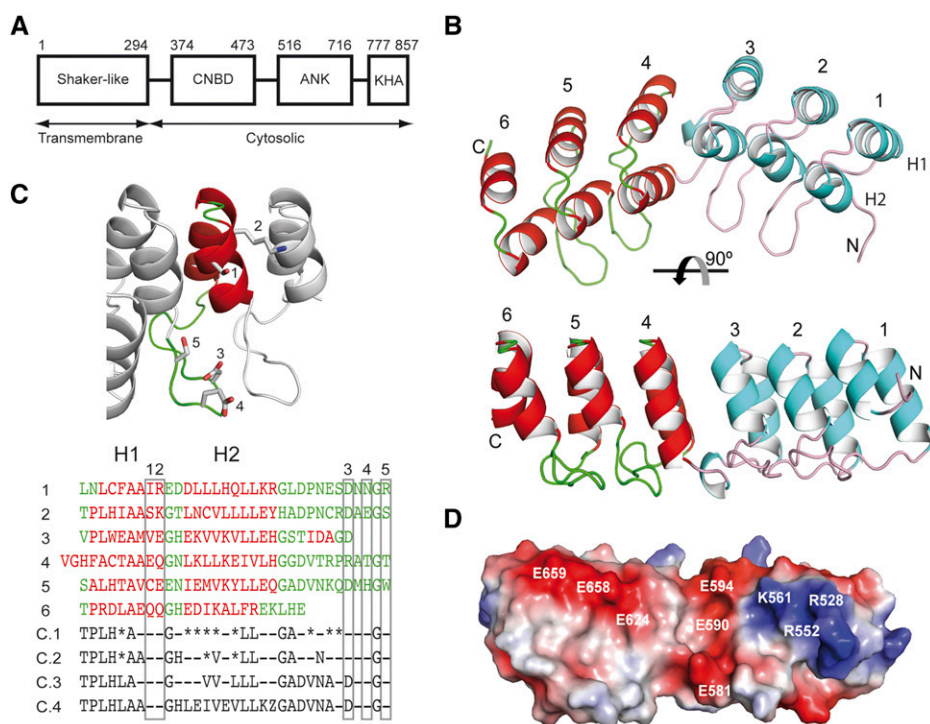 A
1 294 374 473 516 716 777 857
Shaker-like CNBD ANK KHA
Transmembrane Cytosolic
B
3
2
1
4
5
6
C
H1
H2
N
90º
6 5 4 3 2 1
N
C
C
2
1
5
3
4
H1 H2
12 3 4 5
1 LNLCFAAIREDDLLLHQLLKRGLDPNESDNNGR
2 TPLHIAASKGTLNCVLLLLEYHADPNCRDAEGS
3 VPLWEAMVEGHEKVVKVLLEHGSTIDAGD
4 VGHFACTAAEQGNLKLLKEIVLHGGDVTRPRATGT
5 SALHTAVCEENIEMVKYLLEQGADVNKQDMHGW
6 TPRDLAEQQGHEDIKALFREKLHE
C.1 TPLH*A---G-****-*LL--GA-*-**---G-
C.2 TPLH*AA--GH--*V-*LLL-GA--N-----G-
C.3 TPLHLA---G---VV-LLLL-GADVNA-D--G-
C.4 TPLHLAA--GHLEIVEVLLKZGADVNA-D--G-
D
E659
E658
E624
E594
E590
E581
K561
R528
R552